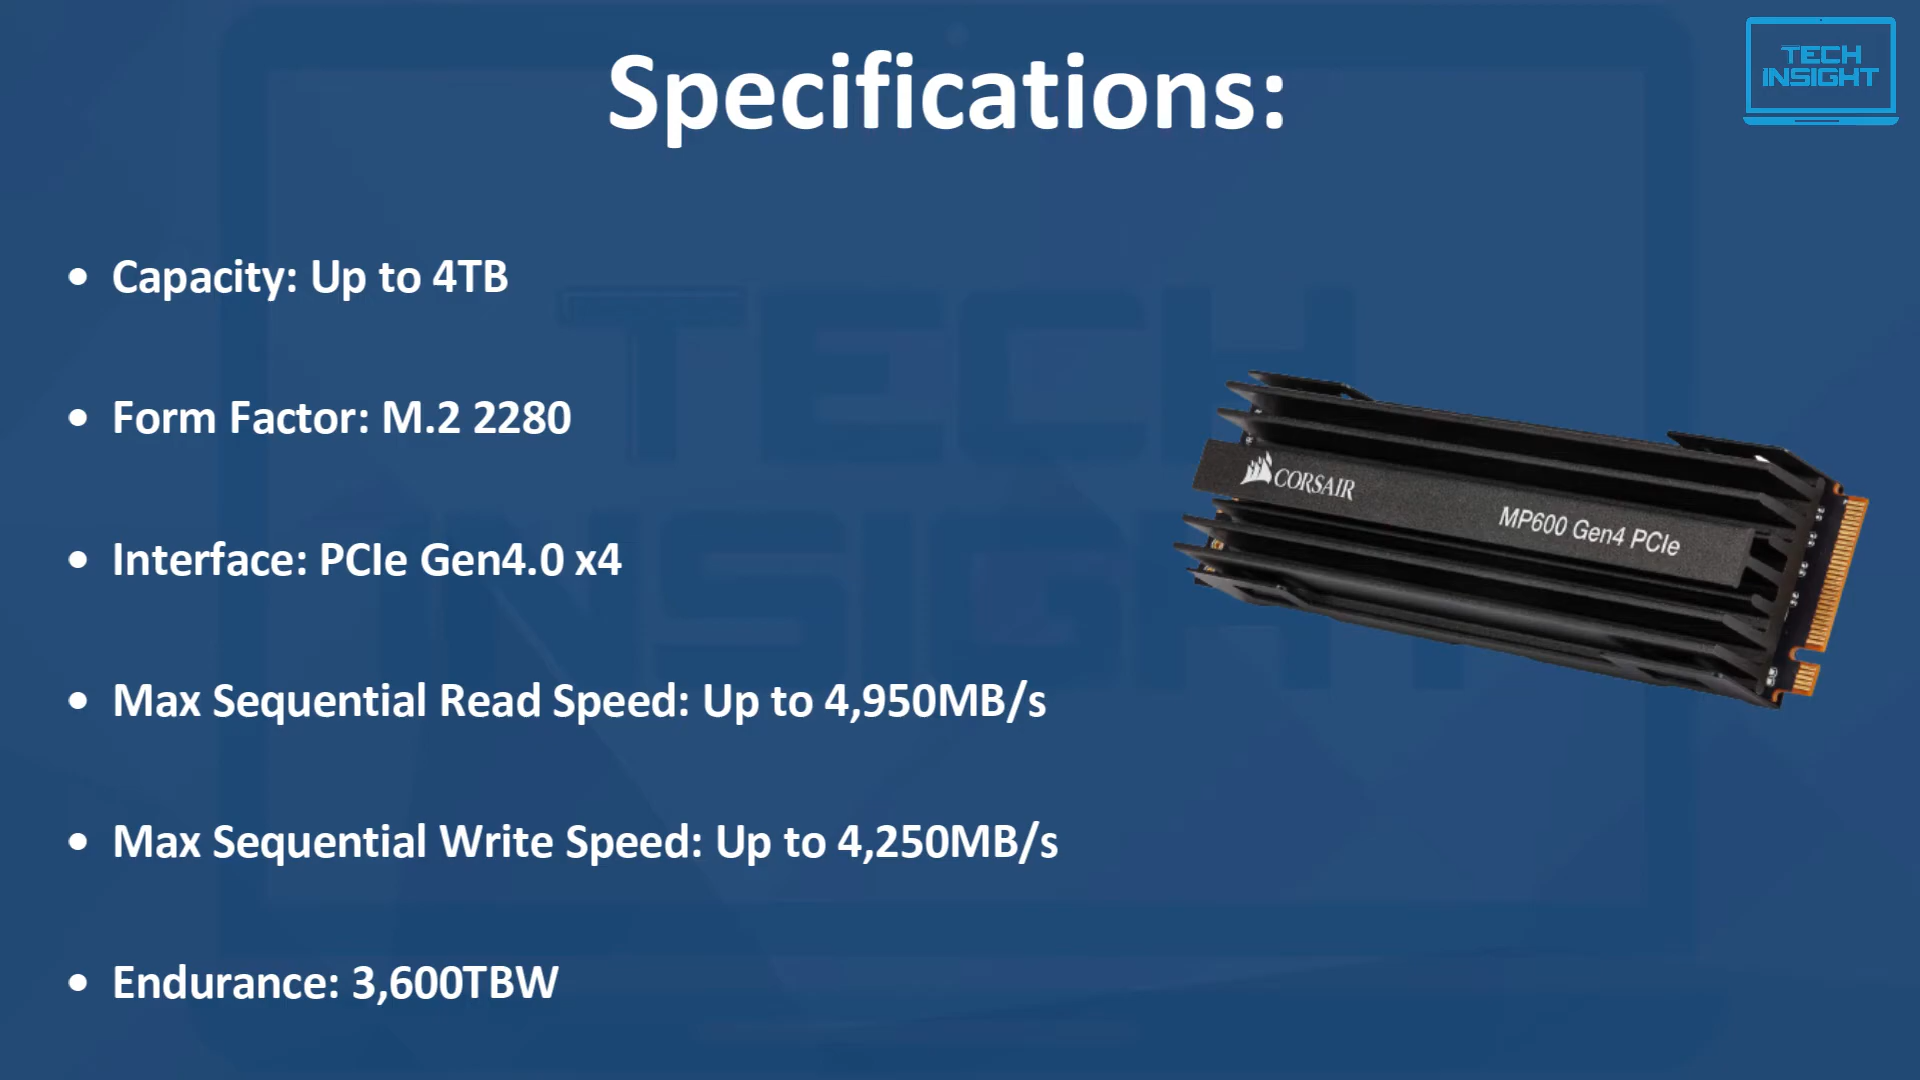 Specifications:
TECH
INSIGHT
• Capacity: Up to 4TB
• Form Factor: M.2 2280
• Interface: PCIe Gen4.0 x4
• Max Sequential Read Speed: Up to 4,950MB/s
• Max Sequential Write Speed: Up to 4,250MB/s
• Endurance: 3,600TBW
CORSAIR
MP600 Gen4 PCIe
TECH
INSIGHT